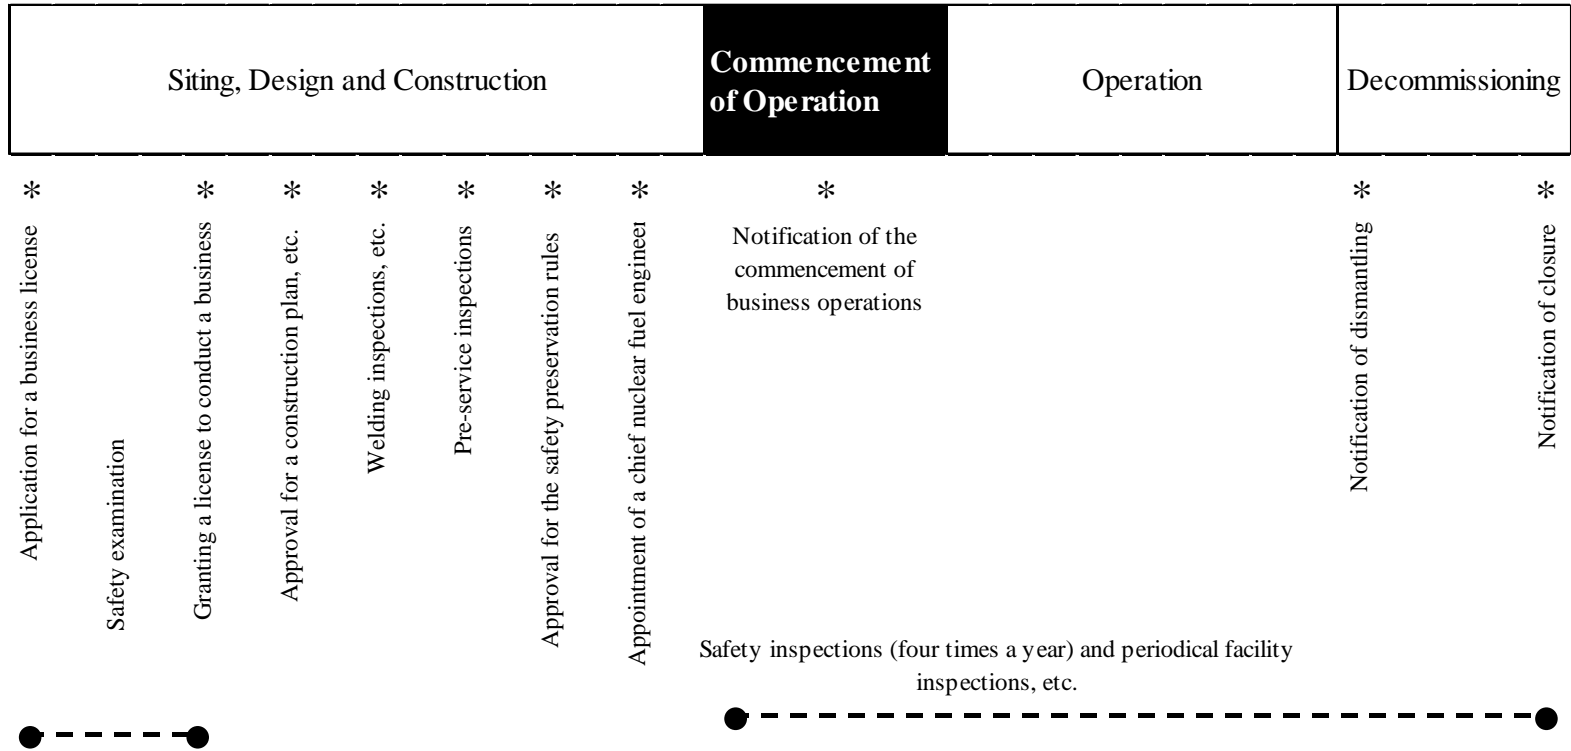 Siting, Design and Construction
Commencement
of Operation
Operation
Decommissioning
* * * * * * * * * *
Application for a business license
Safety examination
Granting a license to conduct a business
Approval for a construction plan, etc.
Welding inspections, etc.
Pre-service inspections
Approval for the safety preservation rules
Appointment of a chief nuclear fuel engineer
Notification of the
commencement of
business operations
Notification of dismantling
Notification of closure
Safety inspections (four times a year) and periodical facility
inspections, etc.